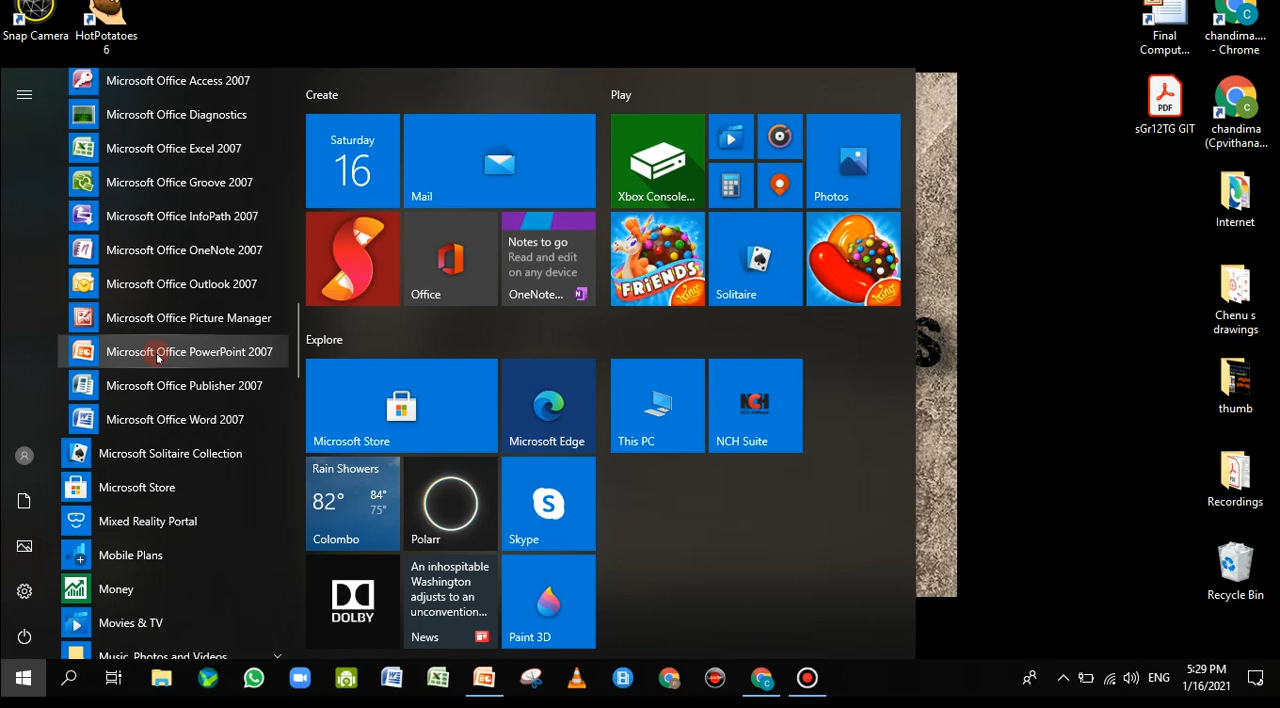 Snap Camera
HotPotatoes
6
Final
Comput...
chandima....
- Chrome
PDF
sGr12TG GIT
chandima
(Cpvithana...
Internet
Chenu s
drawings
thumb
Recordings
Recycle Bin
Microsoft Office Access 2007
Microsoft Office Diagnostics
Microsoft Office Excel 2007
Microsoft Office Groove 2007
Microsoft Office InfoPath 2007
Microsoft Office OneNote 2007
Microsoft Office Outlook 2007
Microsoft Office Picture Manager
Microsoft Office PowerPoint 2007
Microsoft Office Publisher 2007
Microsoft Office Word 2007
Microsoft Solitaire Collection
Microsoft Store
Mixed Reality Portal
Mobile Plans
Money
Movies & TV
Music, Photos and Videos
Create
Saturday
16
Mail
Office
Notes to go
Read and edit
on any device
OneNote...
Play
Xbox Console...
Photos
FRIENDS
King
Solitaire
King
Explore
Microsoft Store
Microsoft Edge
This PC
NCH
NCH Software
NCH Suite
Rain Showers
82° 84°
75°
Colombo
Polarr
Skype
DOLBY
An inhospitable
Washington
adjusts to an
unconvention...
News
Paint 3D
ENG
5:29 PM
1/16/2021